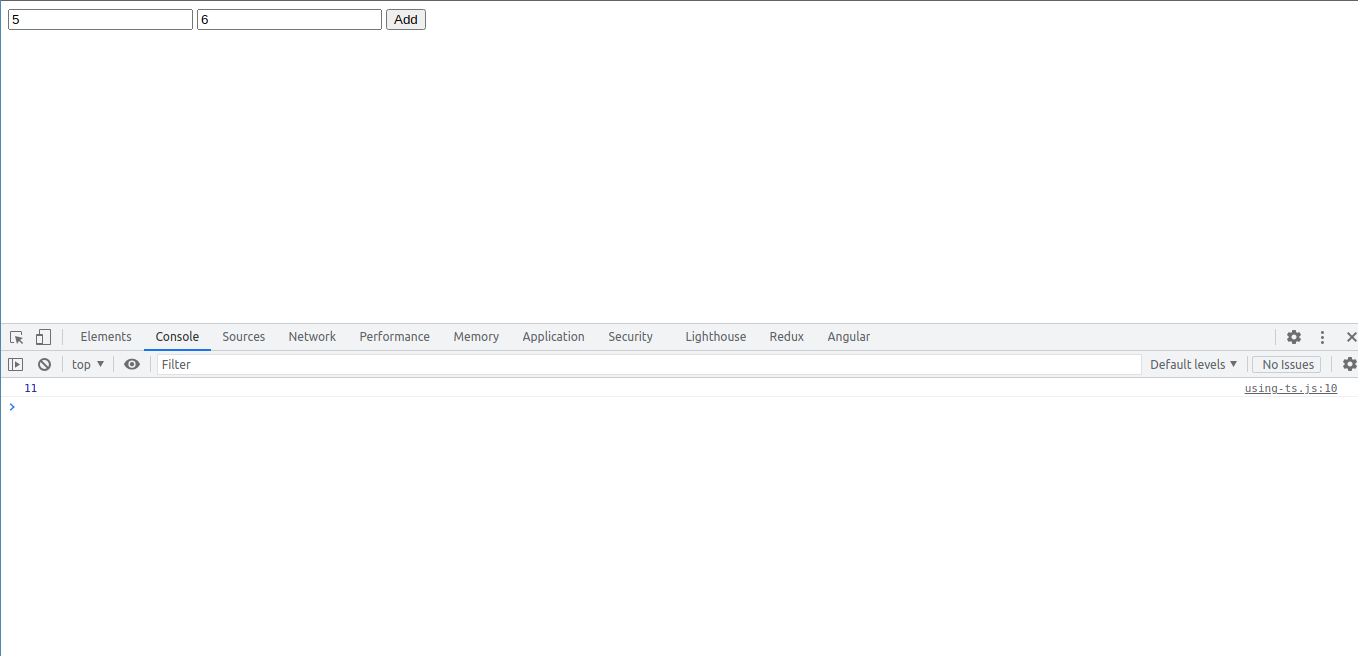 5 6 Add
Elements Console Sources Network Performance Memory Application Security Lighthouse Redux Angular
top Filter Default levels No Issues
11 using-ts.js:10